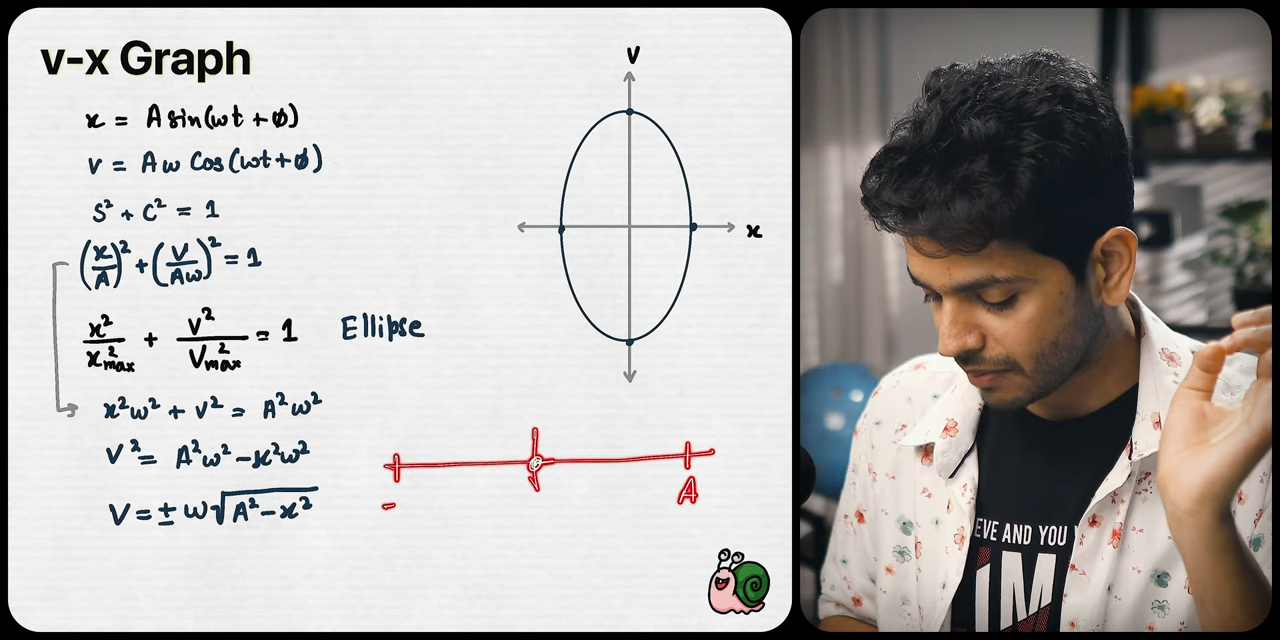 v-x Graph
x = A sin(ωt + φ)
v = Aω Cos(ωt + φ)
S² + C² = 1
(x/A)² + (V/Aω)² = 1
x²/x²max + v²/V²max = 1 Ellipse
x²ω² + v² = A²ω²
V² = A²ω² - x²ω²
V = ± ω√(A² - x²)
V
x
-
A
EVE AND YOU
IM